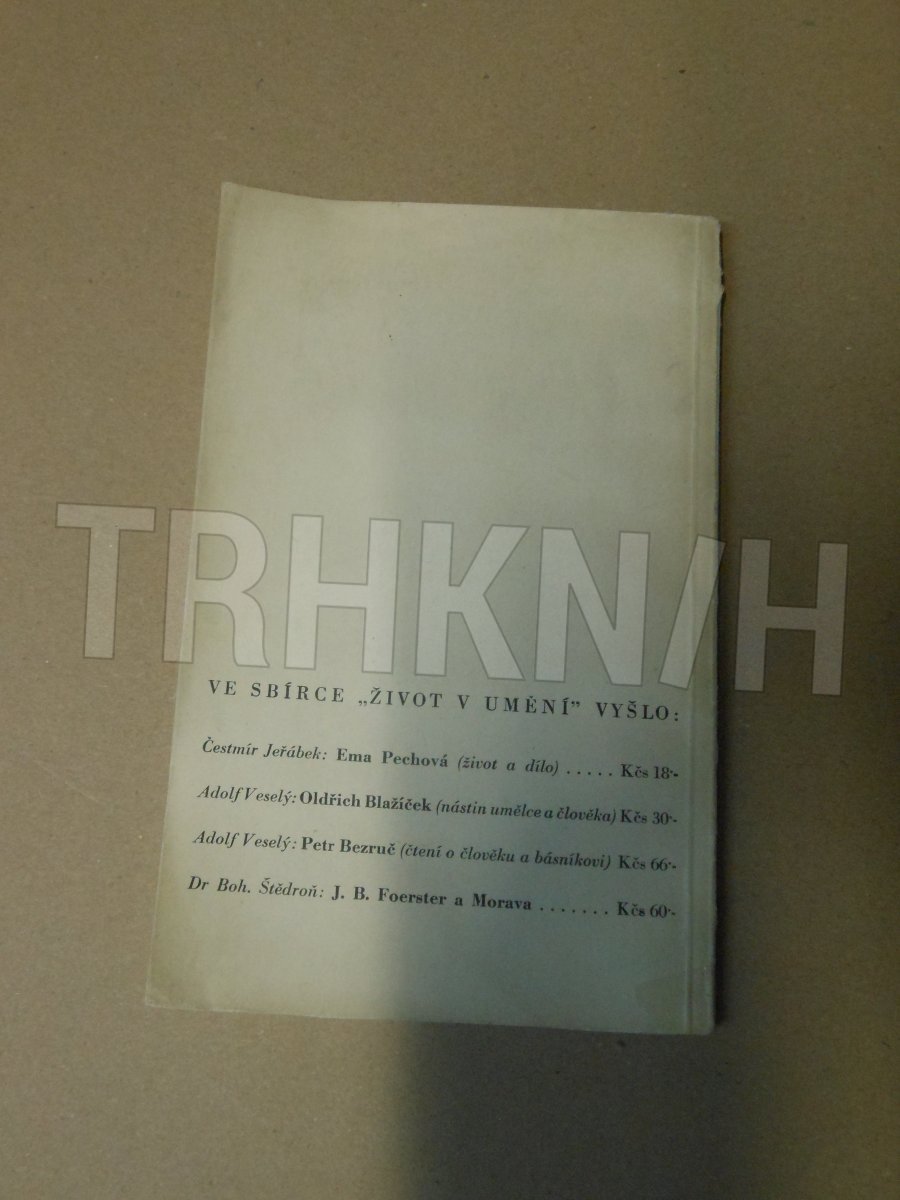 TRHKNIH
VE SBÍRCE „ŽIVOT V UMĚNÍ” VYŠLO:
Čestmír Jeřábek: Ema Pechová (život a dílo) ..... Kčs 18·-
Adolf Veselý: Oldřich Blažíček (nástin umělce a člověka) Kčs 30·-
Adolf Veselý: Petr Bezruč (čtení o člověku a básníkovi) Kčs 66·-
Dr Boh. Štědroň: J. B. Foerster a Morava ....... Kčs 60·-